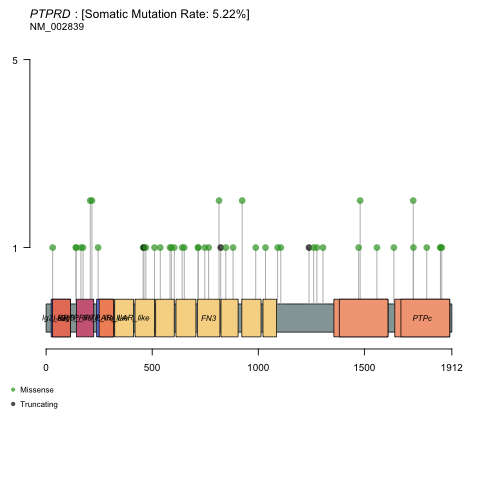 PTPRD : [Somatic Mutation Rate: 5.22%]
NM_002839
5
1
FN3
PTPc
0 500 1000 1500 1912
Missense
Truncating